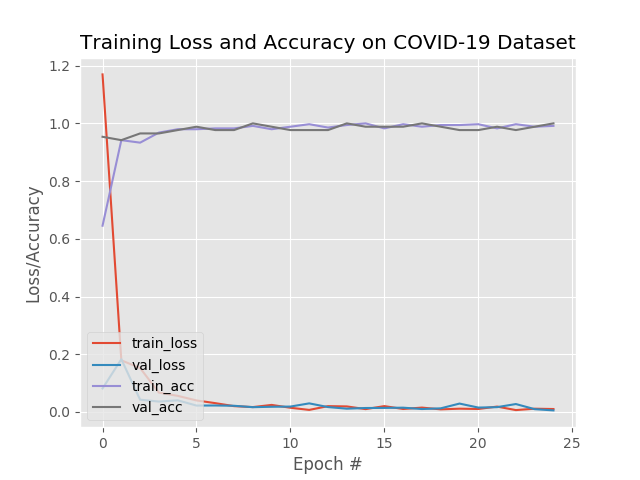 Training Loss and Accuracy on COVID-19 Dataset
1.2
1.0
0.8
0.6
0.4
0.2
0.0
Loss/Accuracy
train_loss
val_loss
train_acc
val_acc
0 5 10 15 20 25
Epoch #